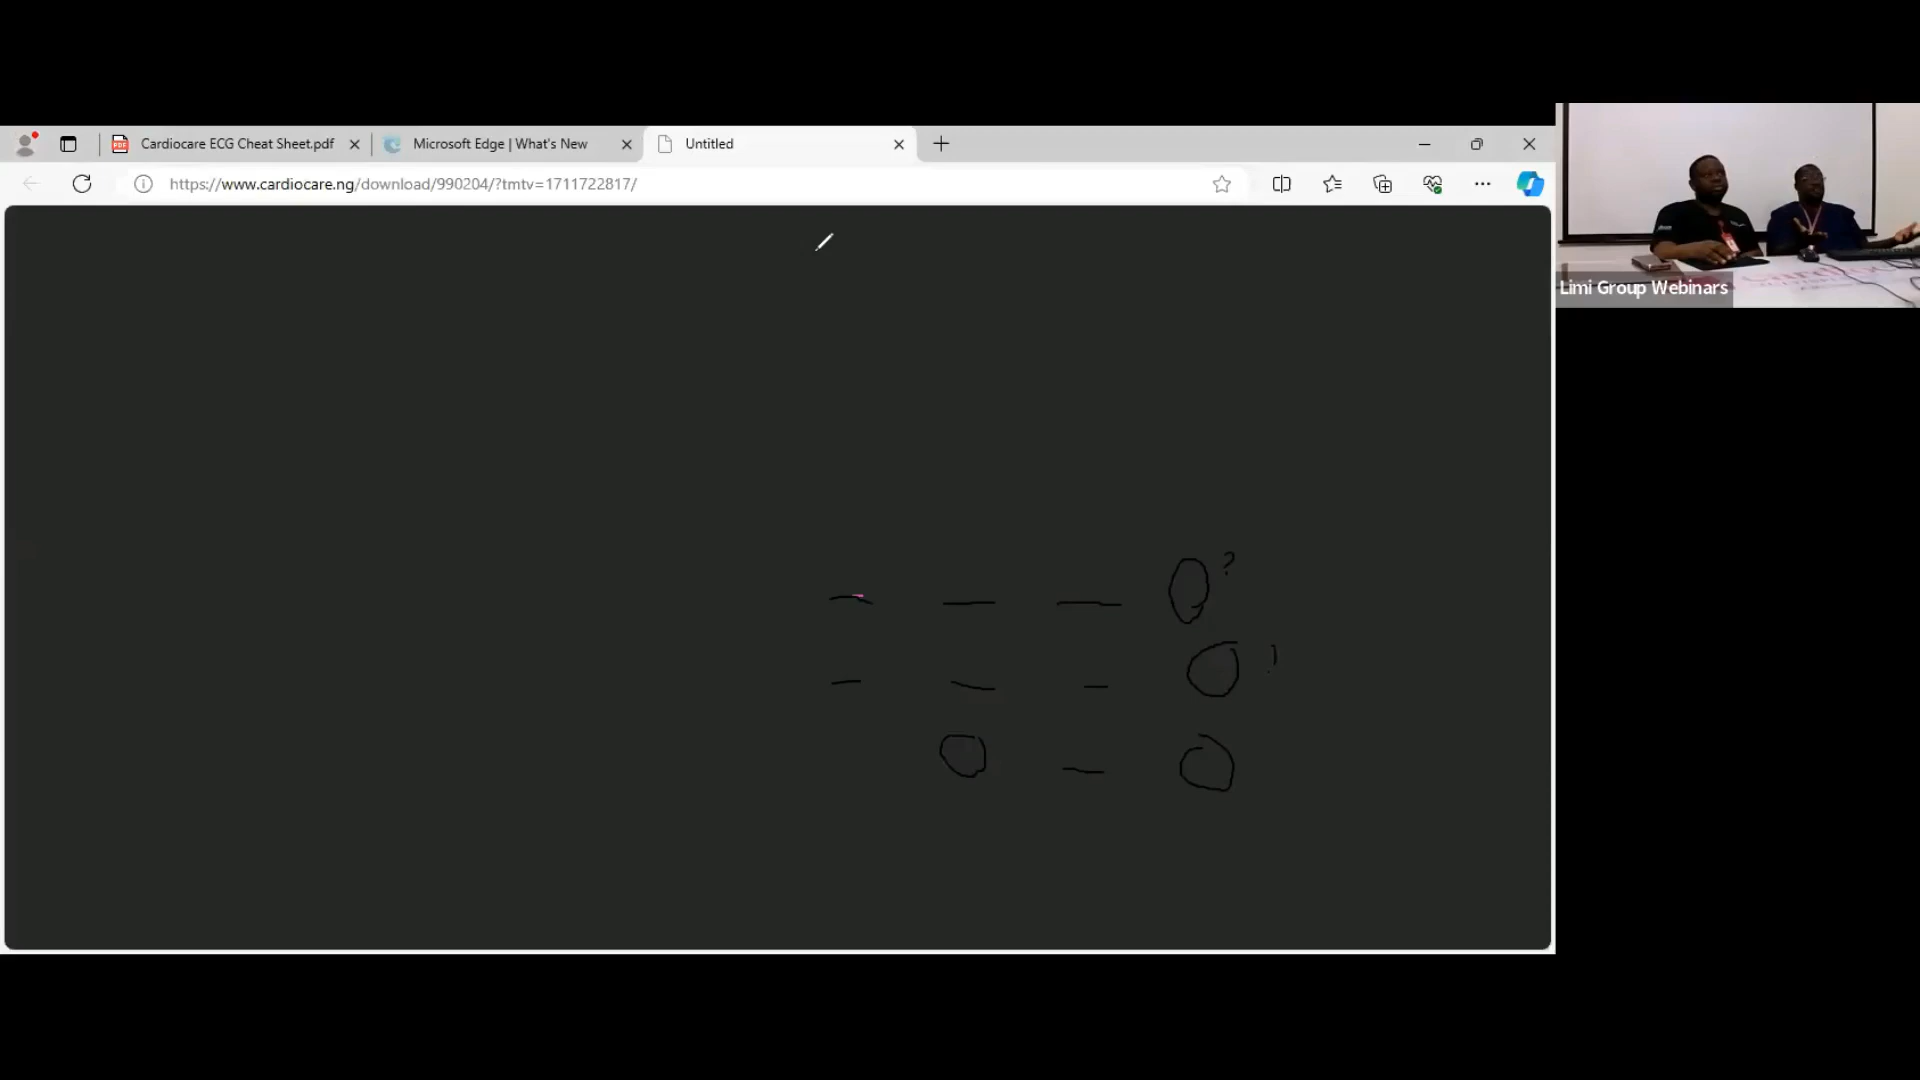 Cardiocare ECG Cheat Sheet.pdf
Microsoft Edge | What's New
Untitled
https://www.cardiocare.ng/download/990204/?tmtv=1711722817/
Limi Group Webinars
?